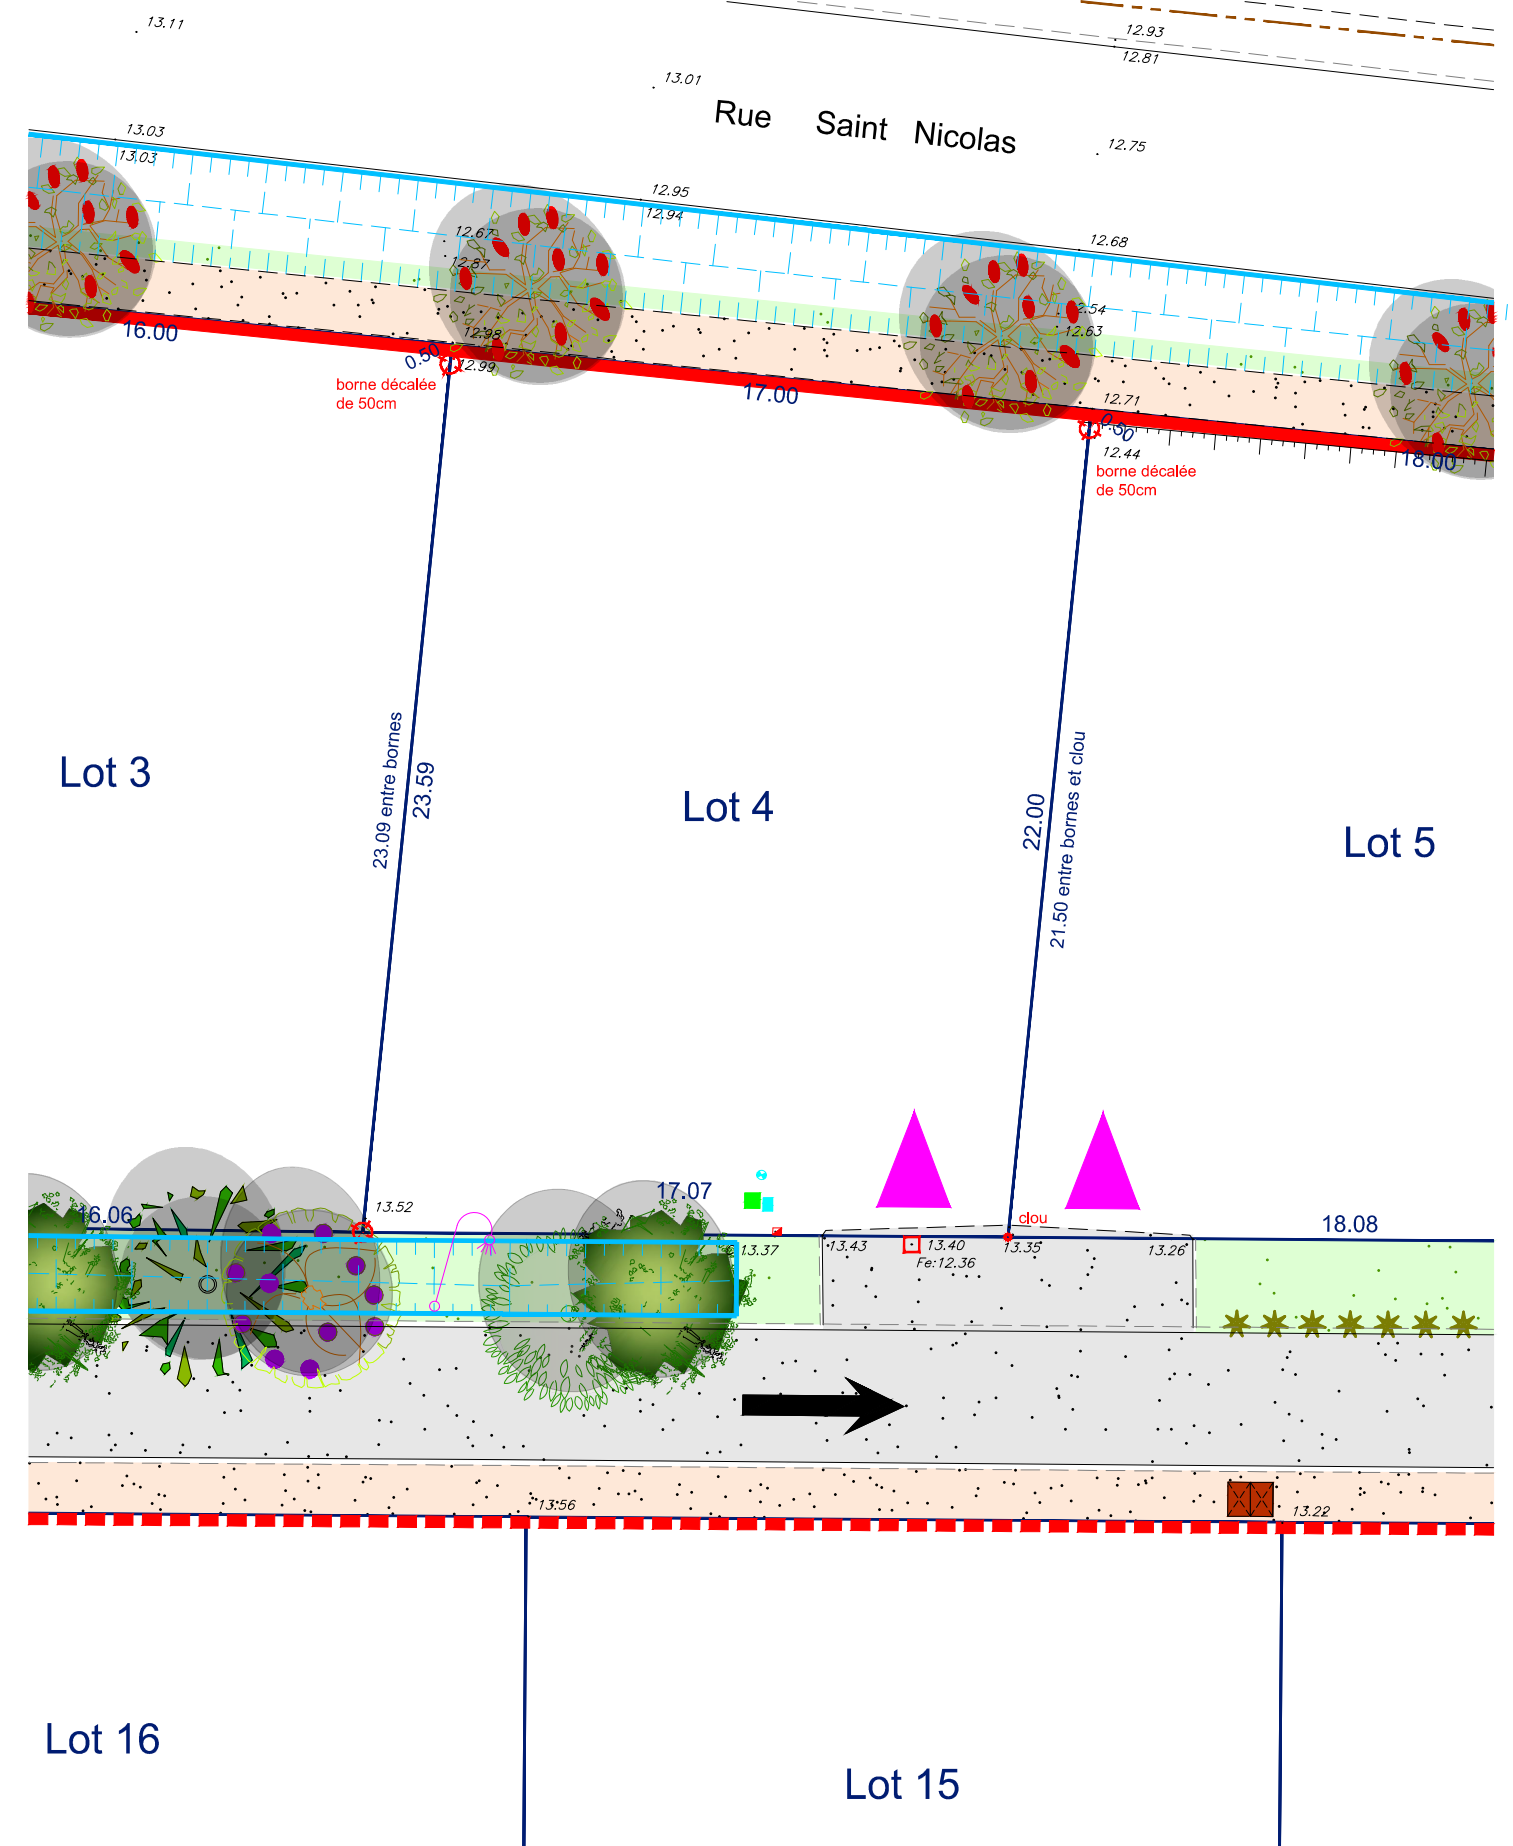 13.11
12.93
12.81
13.01
Rue Saint Nicolas
12.75
13.03
13.03
12.95
12.94
12.67
12.87
12.68
12.54
12.63
16.00
12.98
0.50
12.99
borne décalée
de 50cm
17.00
12.71
0.50
12.44
borne décalée
de 50cm
18.00
23.09 entre bornes
23.59
22.00
21.50 entre bornes et clou
Lot 3
Lot 4
Lot 5
16.06
13.52
17.07
clou
18.08
13.37
13.43
13.40
13.35
13.26
Fe:12.36
13.56
13.22
Lot 16
Lot 15